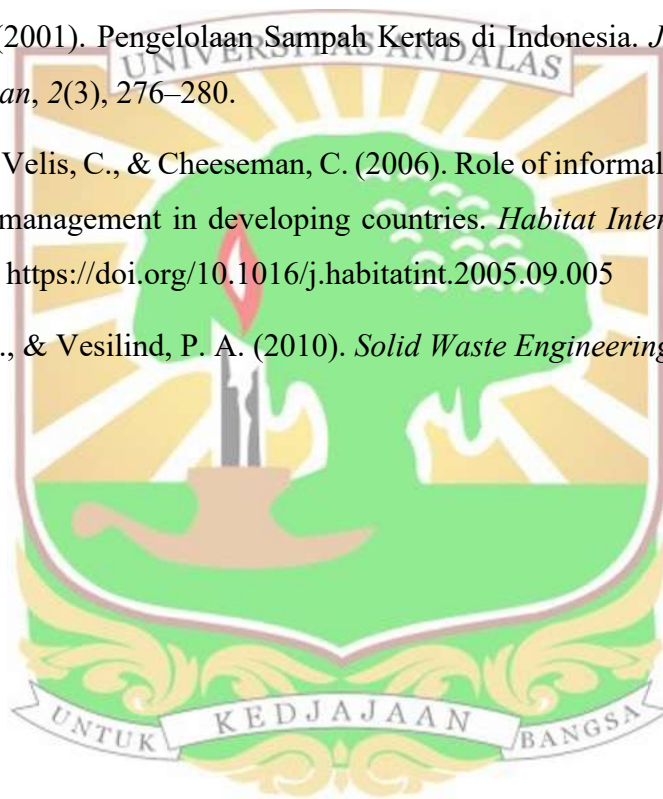 (2001). Pengelolaan Sampah Kertas di Indonesia. J
UNIVERSITAS ANDALAS
an, 2(3), 276–280.
Velis, C., & Cheeseman, C. (2006). Role of informal
management in developing countries. Habitat Inter
https://doi.org/10.1016/j.habitatint.2005.09.005
., & Vesilind, P. A. (2010). Solid Waste Engineering
UNTUK KEDJAJAAN BANGSA